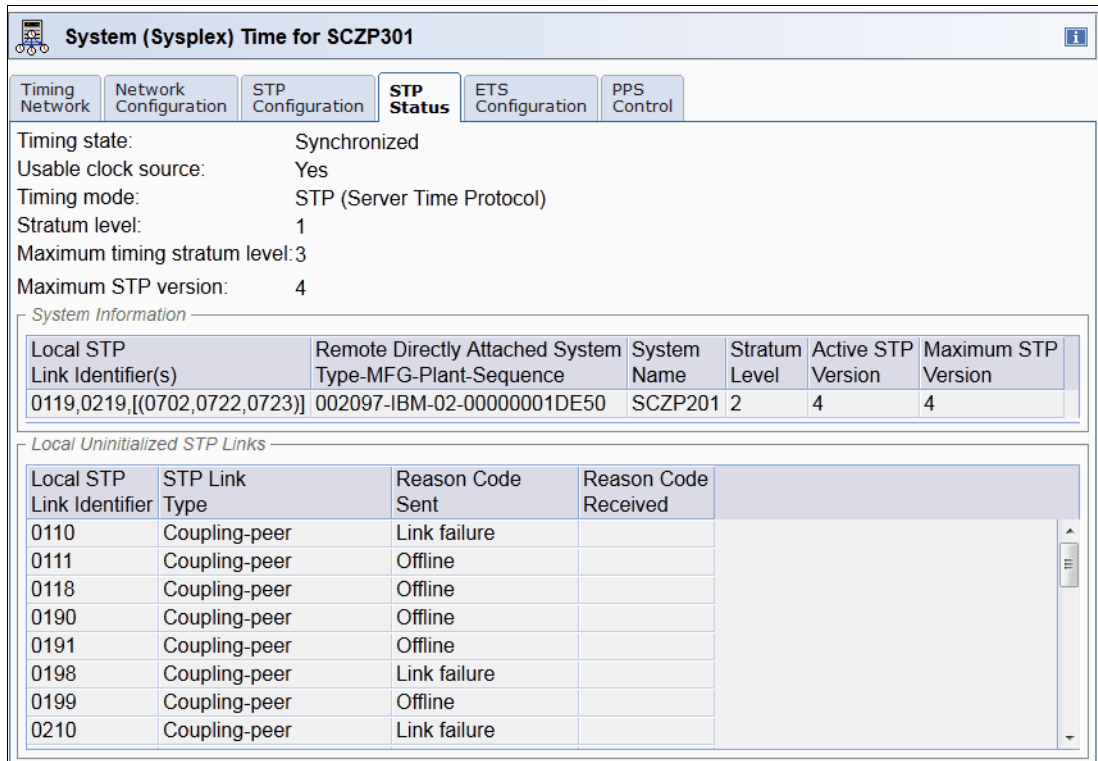 System (Sysplex) Time for SCZP301
i
Timing Network
Network Configuration
STP Configuration
STP Status
ETS Configuration
PPS Control
Timing state: Synchronized
Usable clock source: Yes
Timing mode: STP (Server Time Protocol)
Stratum level: 1
Maximum timing stratum level: 3
Maximum STP version: 4
System Information
Local STP Remote Directly Attached System System Stratum Active STP Maximum STP
Link Identifier(s) Type-MFG-Plant-Sequence Name Level Version Version
0119,0219,[(0702,0722,0723)] 002097-IBM-02-00000001DE50 SCZP201 2 4 4
Local Uninitialized STP Links
Local STP STP Link Reason Code Reason Code
Link Identifier Type Sent Received
0110 Coupling-peer Link failure
0111 Coupling-peer Offline
0118 Coupling-peer Offline
0190 Coupling-peer Offline
0191 Coupling-peer Offline
0198 Coupling-peer Link failure
0199 Coupling-peer Offline
0210 Coupling-peer Link failure